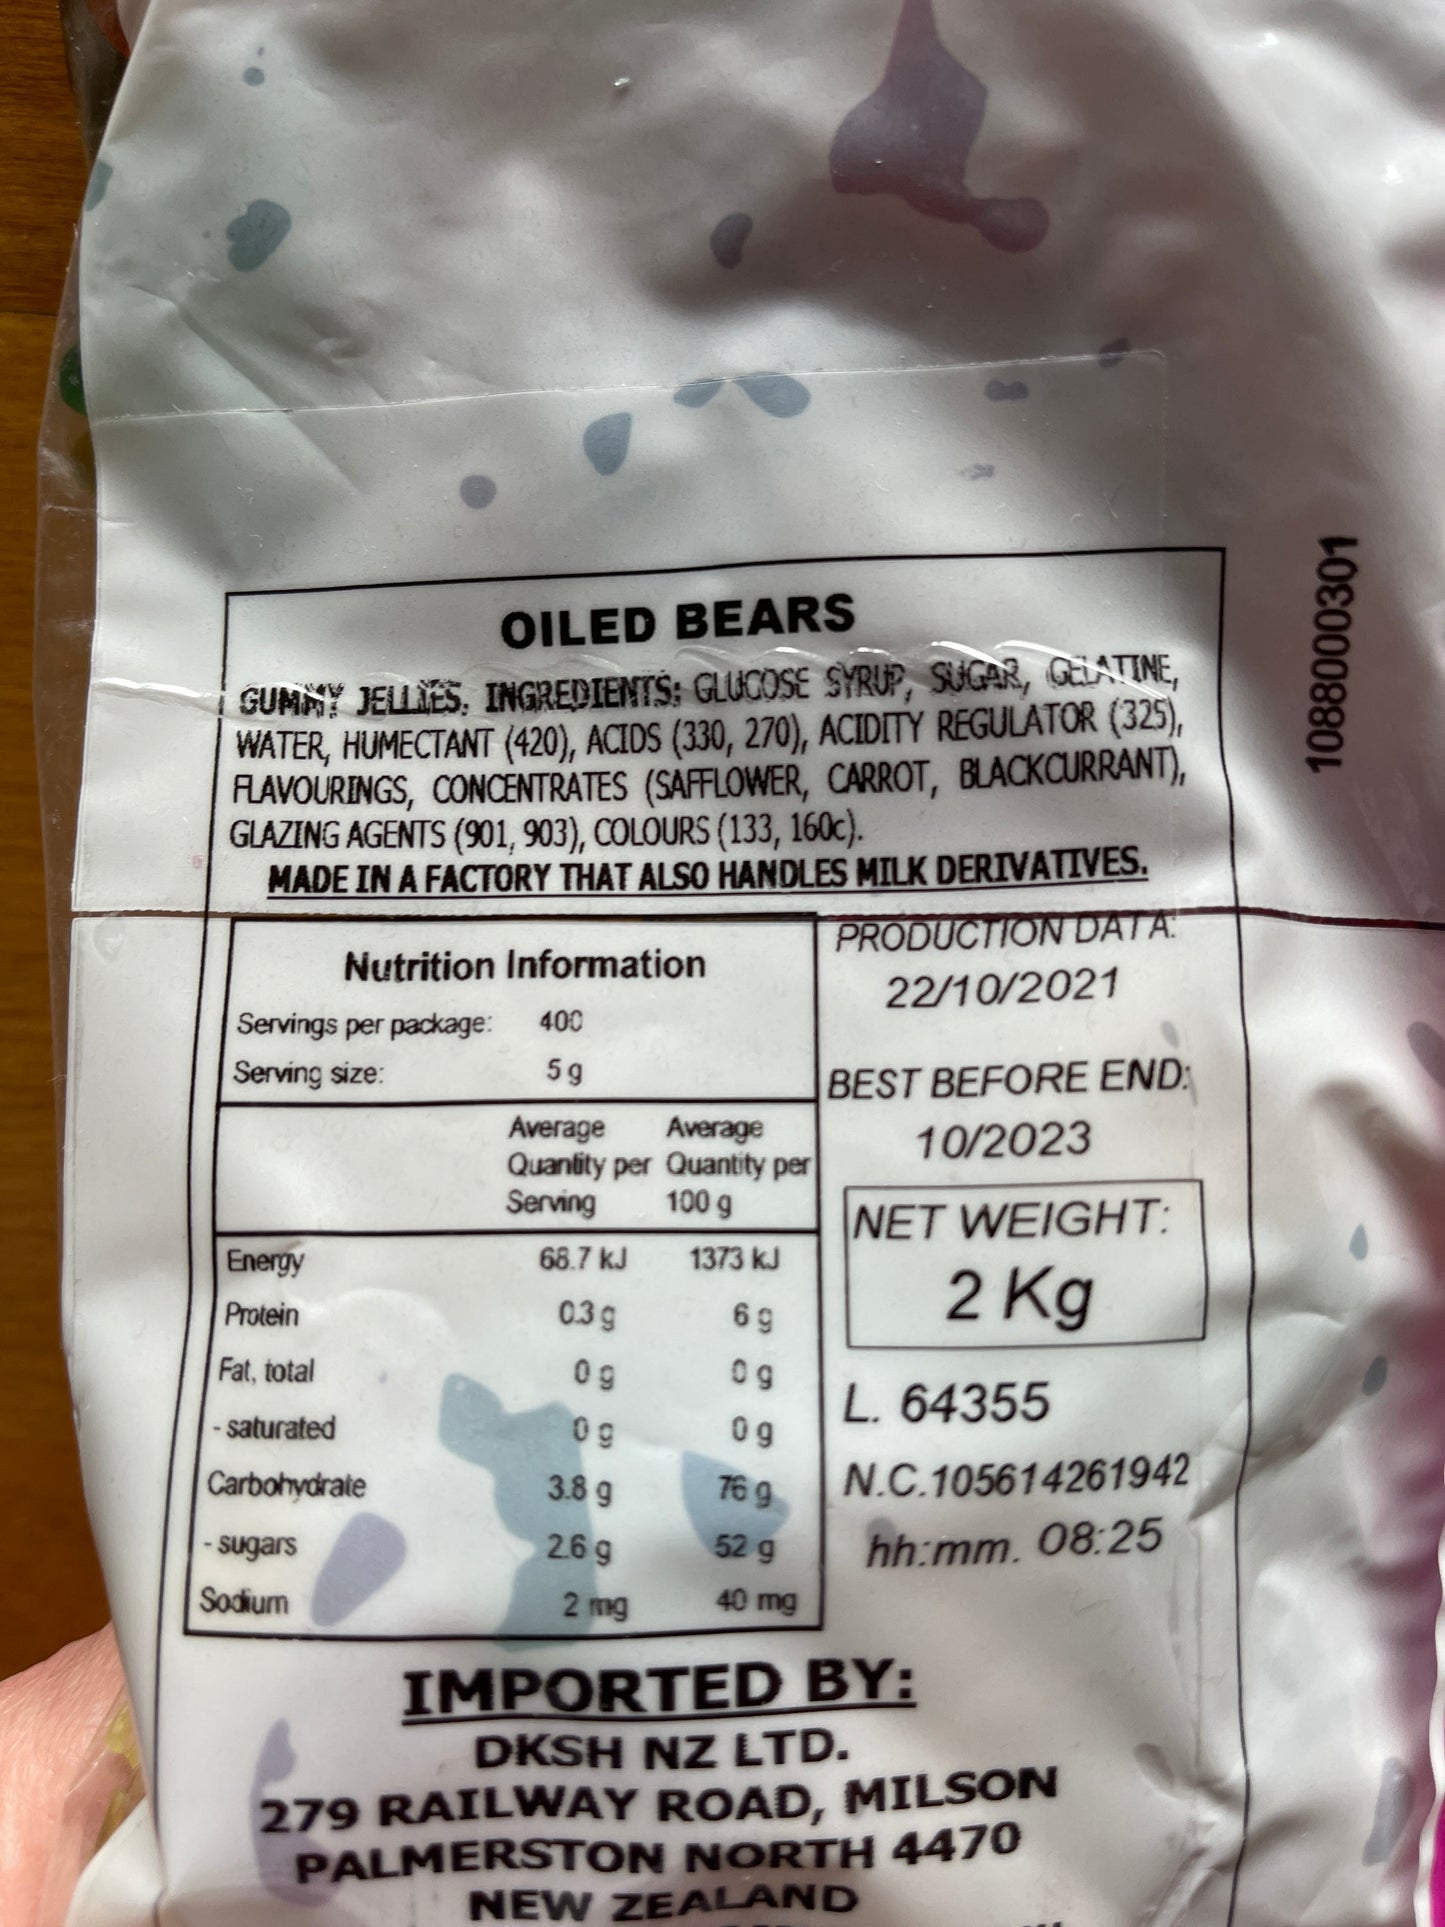 OILED BEARS
GUMMY JELLIES. INGREDIENTS: GLUCOSE SYRUP, SUGAR, GELATINE,
WATER, HUMECTANT (420), ACIDS (330, 270), ACIDITY REGULATOR (325),
FLAVOURINGS, CONCENTRATES (SAFFLOWER, CARROT, BLACKCURRANT),
GLAZING AGENTS (901, 903), COLOURS (133, 160c).
MADE IN A FACTORY THAT ALSO HANDLES MILK DERIVATIVES.
Nutrition Information
Servings per package: 400
Serving size: 5 g
Average Average
Quantity per Quantity per
Serving 100 g
Energy 68.7 kJ 1373 kJ
Protein 0.3 g 6 g
Fat, total 0 g 0 g
- saturated 0 g 0 g
Carbohydrate 3.8 g 76 g
- sugars 2.6 g 52 g
Sodium 2 mg 40 mg
PRODUCTION DATA:
22/10/2021
BEST BEFORE END:
10/2023
NET WEIGHT:
2 Kg
L. 64355
N.C.105614261942
hh:mm. 08:25
IMPORTED BY:
DKSH NZ LTD.
279 RAILWAY ROAD, MILSON
PALMERSTON NORTH 4470
NEW ZEALAND
108800301